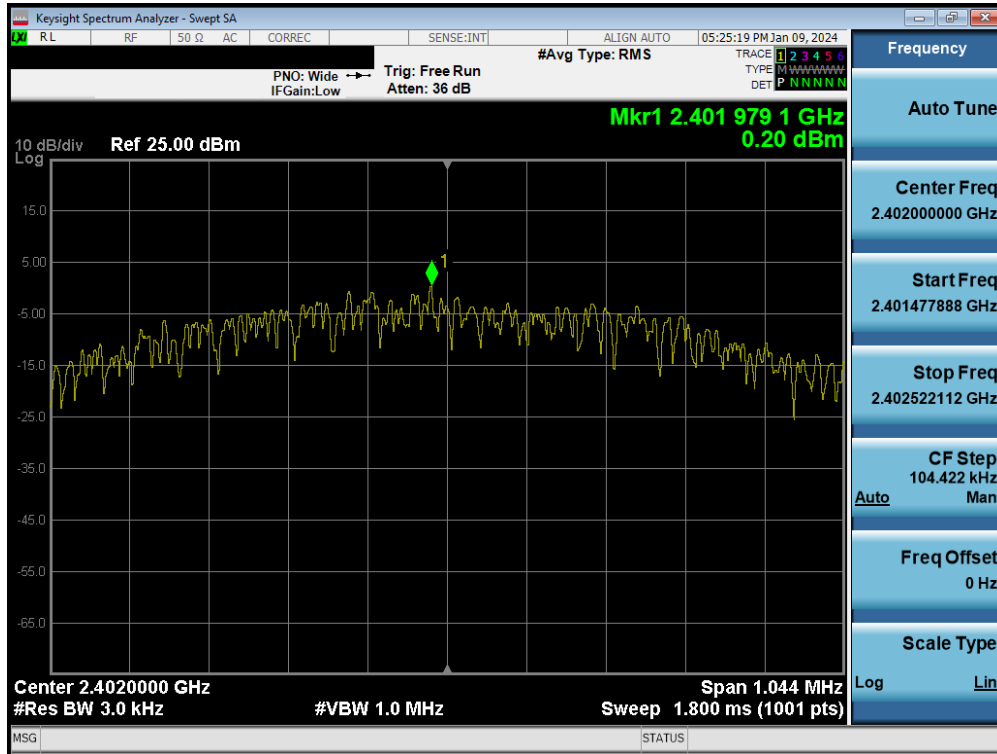 Keysight Spectrum Analyzer - Swept SA
LXI RL RF 50 Ω AC CORREC SENSE:INT ALIGN AUTO 05:25:19 PM Jan 09, 2024
PNO: Wide
IFGain:Low
Trig: Free Run
Atten: 36 dB
#Avg Type: RMS
TRACE 1 2 3 4 5 6
TYPE M W W W W W
DET P N N N N N
Mkr1 2.401 979 1 GHz
0.20 dBm
10 dB/div Ref 25.00 dBm
Log
1
15.0
5.00
-5.00
-15.0
-25.0
-35.0
-45.0
-55.0
-65.0
Center 2.4020000 GHz Span 1.044 MHz
#Res BW 3.0 kHz #VBW 1.0 MHz Sweep 1.800 ms (1001 pts)
MSG STATUS
Frequency
Auto Tune
Center Freq
2.402000000 GHz
Start Freq
2.401477888 GHz
Stop Freq
2.402522112 GHz
CF Step
104.422 kHz
Auto Man
Freq Offset
0 Hz
Scale Type
Log Lin